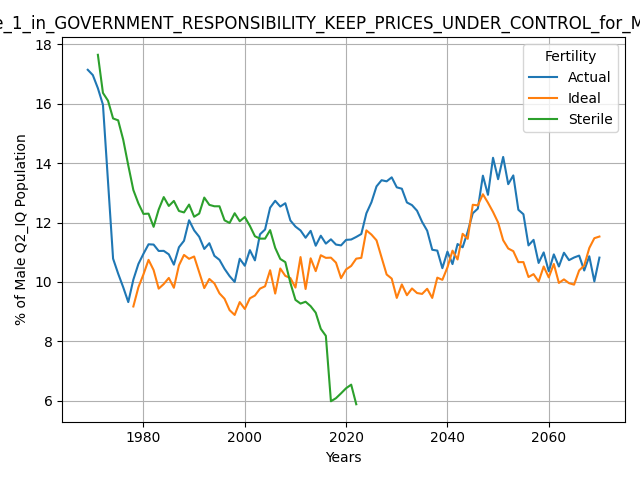 e_1_in_GOVERNMENT_RESPONSIBILITY_KEEP_PRICES_UNDER_CONTROL_for_M
Fertility
Actual
Ideal
Sterile
% of Male Q2_IQ Population
18
16
14
12
10
8
6
1980
2000
2020
2040
2060
Years